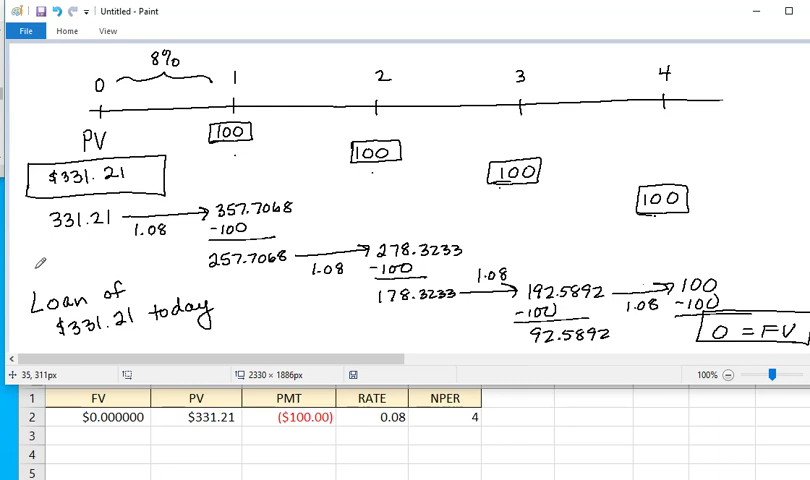 Untitled - Paint
File Home View
8%
0 1 2 3 4
PV
100
100
100
100
$331.21
331.21 1.08 357.7068
-100
257.7068 1.08 278.3233
-100
178.3233 1.08 192.5892 1.08 100
-100 -100
92.5892 0 = FV
Loan of
$331.21 today
35, 311px 2330 × 1886px 100%
1 FV PV PMT RATE NPER
2 $0.000000 $331.21 ($100.00) 0.08 4
3
4
5